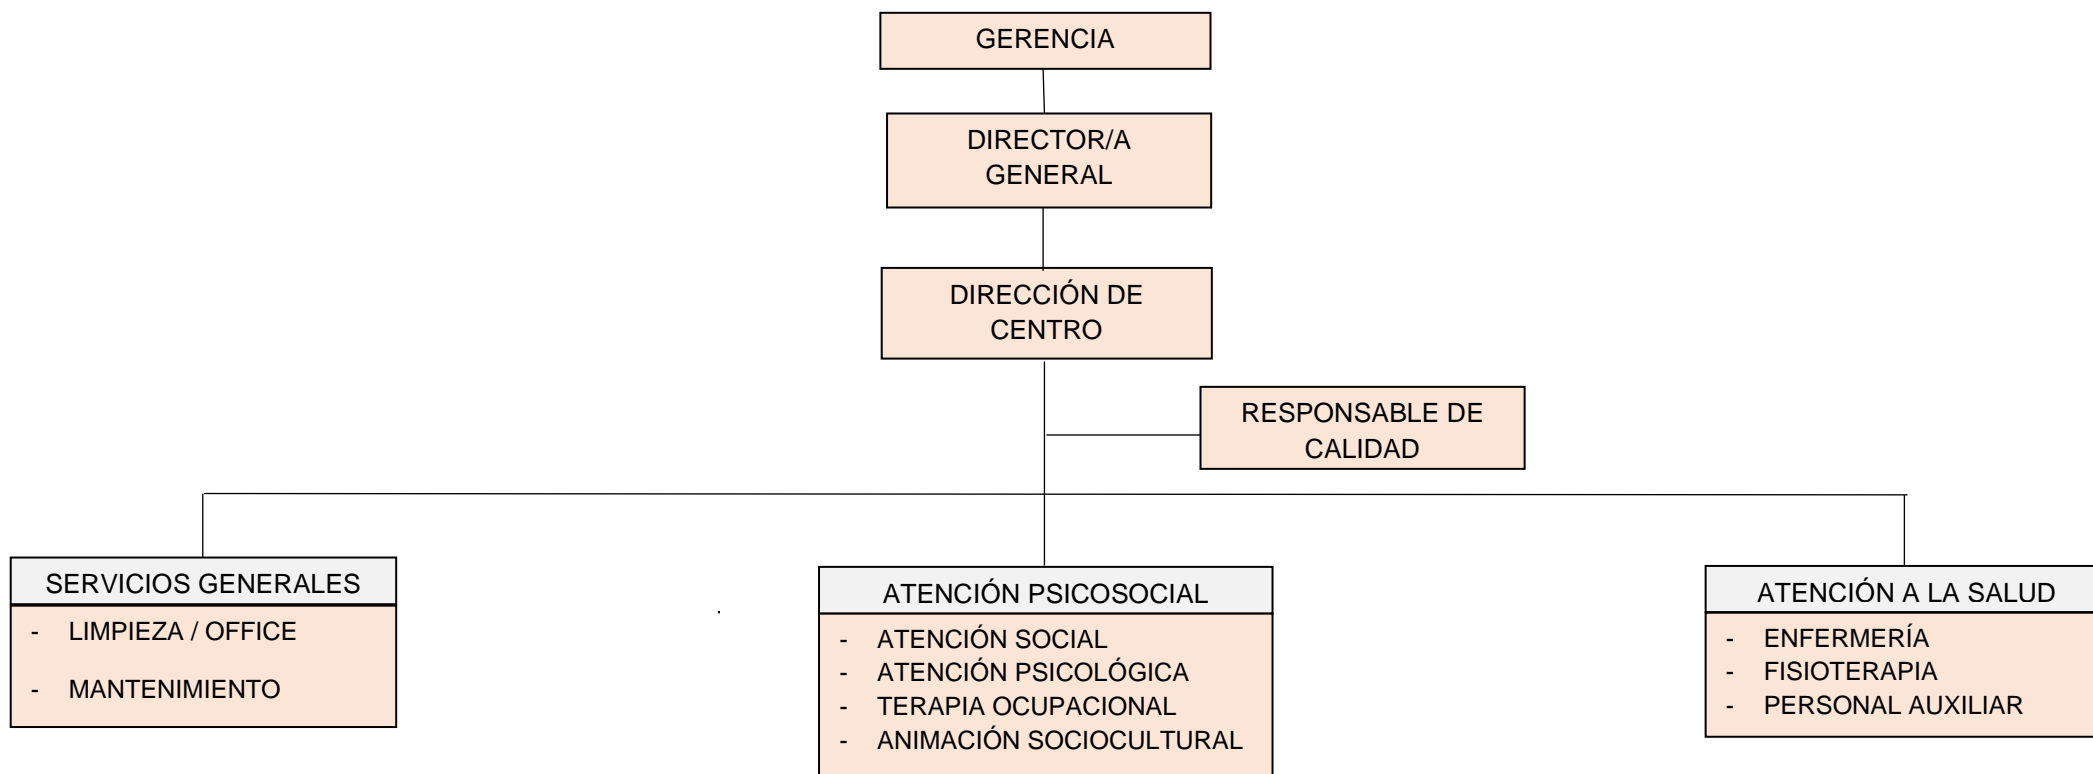 GERENCIA
DIRECTOR/A
GENERAL
DIRECCIÓN DE
CENTRO
RESPONSABLE DE
CALIDAD
SERVICIOS GENERALES
- LIMPIEZA / OFFICE
- MANTENIMIENTO
ATENCIÓN PSICOSOCIAL
- ATENCIÓN SOCIAL
- ATENCIÓN PSICOLÓGICA
- TERAPIA OCUPACIONAL
- ANIMACIÓN SOCIOCULTURAL
ATENCIÓN A LA SALUD
- ENFERMERÍA
- FISIOTERAPIA
- PERSONAL AUXILIAR